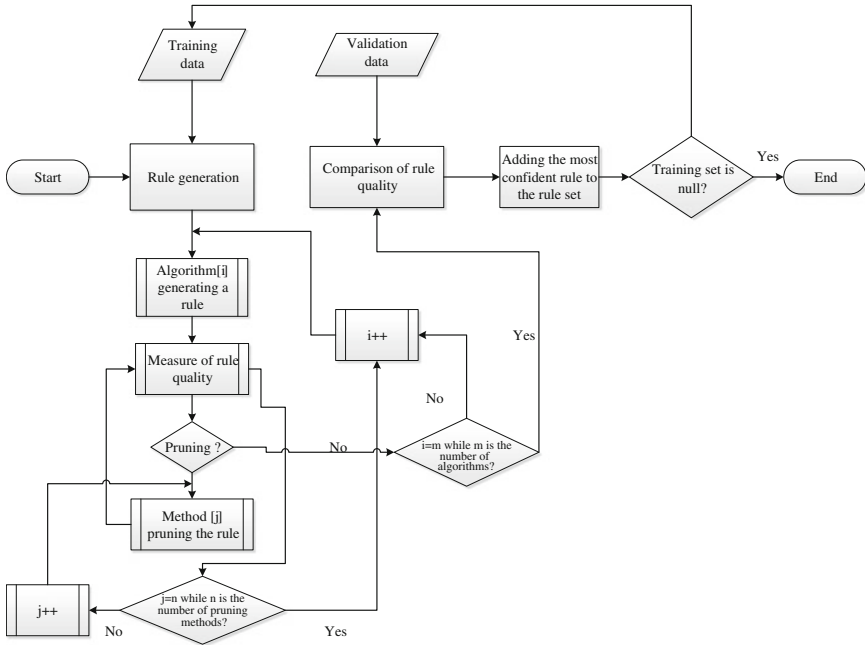 Training
data
Validation
data
Start
Rule generation
Comparison of rule
quality
Adding the most
confident rule to
the rule set
Training set is
null?
Yes
End
Algorithm[i]
generating a
rule
i++
Yes
Measure of rule
quality
No
Pruning ?
No
i=m while m is the
number of
algorithms?
Method [j]
pruning the rule
j++
No
j=n while n is the
number of pruning
methods?
Yes